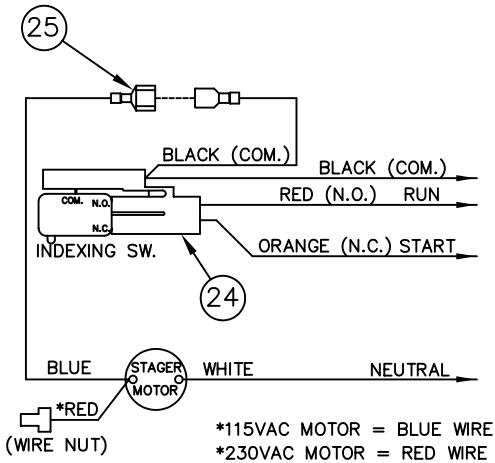 25
BLACK (COM.)
BLACK (COM.)
RED (N.O.) RUN
COM.
N.O.
N.C.
ORANGE (N.C.) START
INDEXING SW.
24
BLUE
STAGER
MOTOR
WHITE
NEUTRAL
*RED
(WIRE NUT)
*115VAC MOTOR = BLUE WIRE
*230VAC MOTOR = RED WIRE